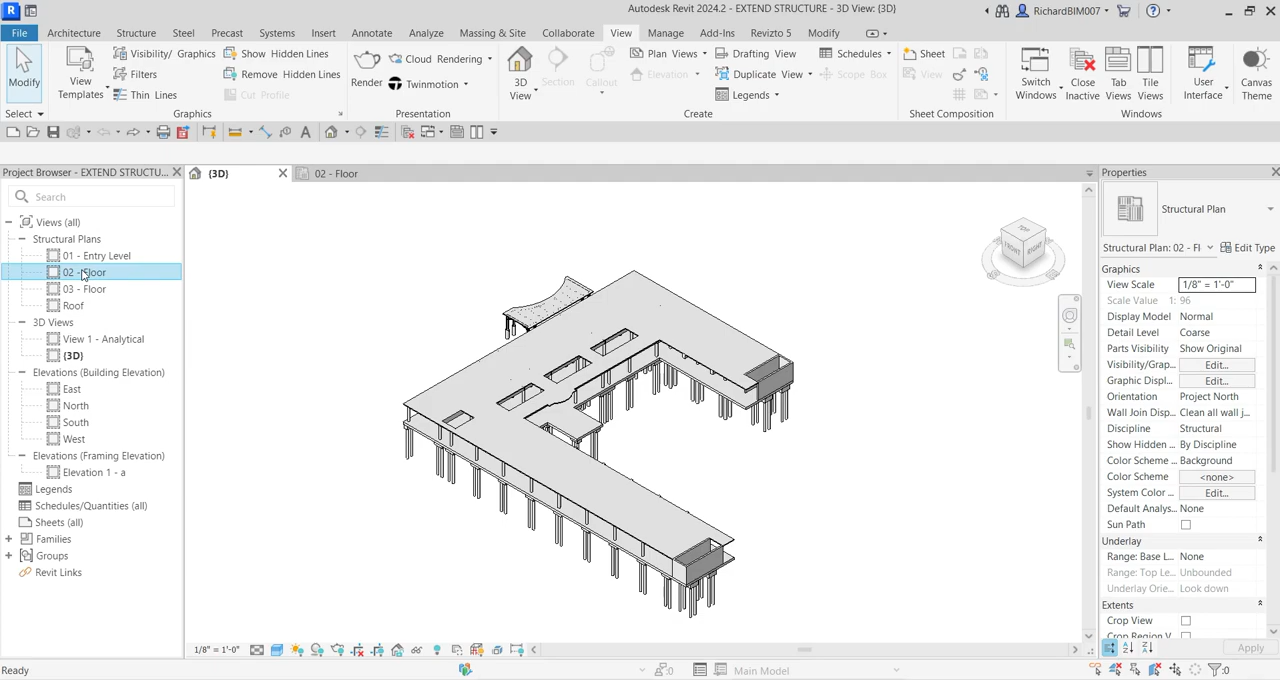 Autodesk Revit 2024.2 - EXTEND STRUCTURE - 3D View: {3D}
RichardBIM007
File Architecture Structure Steel Precast Systems Insert Annotate Analyze Massing & Site Collaborate View Manage Add-Ins Revizto 5 Modify
Modify
View Templates
Visibility/ Graphics
Filters
Thin Lines
Show Hidden Lines
Remove Hidden Lines
Cut Profile
Render
Cloud Rendering
Twinmotion
3D View
Section
Callout
Plan Views
Elevation
Drafting View
Duplicate View
Legends
Schedules
Scope Box
Sheet
View
Switch Windows
Close Inactive
Tab Views
Tile Views
User Interface
Canvas Theme
Select Graphics Presentation Create Sheet Composition Windows
Project Browser - EXTEND STRUCTU...
Search
Views (all)
Structural Plans
01 - Entry Level
02 - Floor
03 - Floor
Roof
3D Views
View 1 - Analytical
{3D}
Elevations (Building Elevation)
East
North
South
West
Elevations (Framing Elevation)
Elevation 1 - a
Legends
Schedules/Quantities (all)
Sheets (all)
Families
Groups
Revit Links
{3D}
02 - Floor
TOP
FRONT
RIGHT
Properties
Structural Plan
Structural Plan: 02 - Fl Edit Type
Graphics
View Scale 1/8" = 1'-0"
Scale Value 1: 96
Display Model Normal
Detail Level Coarse
Parts Visibility Show Original
Visibility/Grap... Edit...
Graphic Displ... Edit...
Orientation Project North
Wall Join Disp... Clean all wall j...
Discipline Structural
Show Hidden ... By Discipline
Color Scheme ... Background
Color Scheme <none>
System Color ... Edit...
Default Analys... None
Sun Path
Underlay
Range: Base L... None
Range: Top Le... Unbounded
Underlay Orie... Look down
Extents
Crop View
Crop Region V
Apply
1/8" = 1'-0"
Ready
:0
Main Model
:0